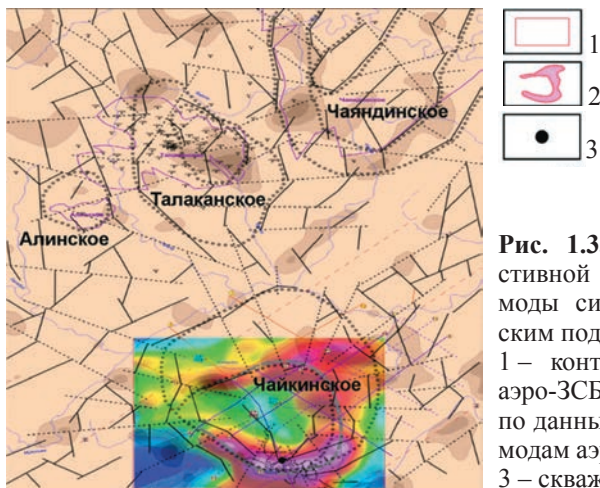 Чаяндинское
Талаканское
Алинское
Чайкинское
1
2
3
Рис. 1.3
стивной
моды си
ским под
1 – конт
аэро-ЗСБ
по данны
модам аэ
3 – скваж